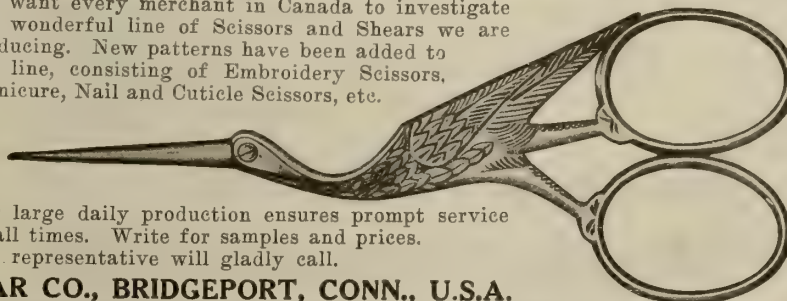 want every merchant in Canada to investigate
wonderful line of Scissors and Shears we are
ducing. New patterns have been added to
line, consisting of Embroidery Scissors,
nicure, Nail and Cuticle Scissors, etc.
large daily production ensures prompt service
all times. Write for samples and prices.
representative will gladly call.
AR CO., BRIDGEPORT, CONN., U.S.A.